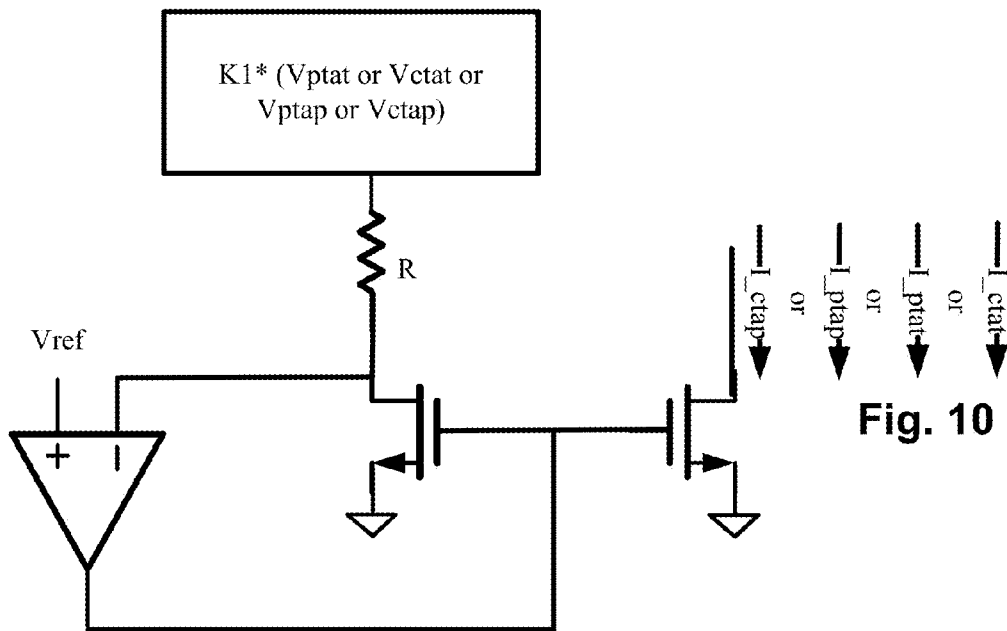 K1* (Vptat or Vctat or
Vptap or Vctap)
R
Vref
+
−
I_ctap
or
I_ptap
or
I_ptat
or
I_ctat
Fig. 10